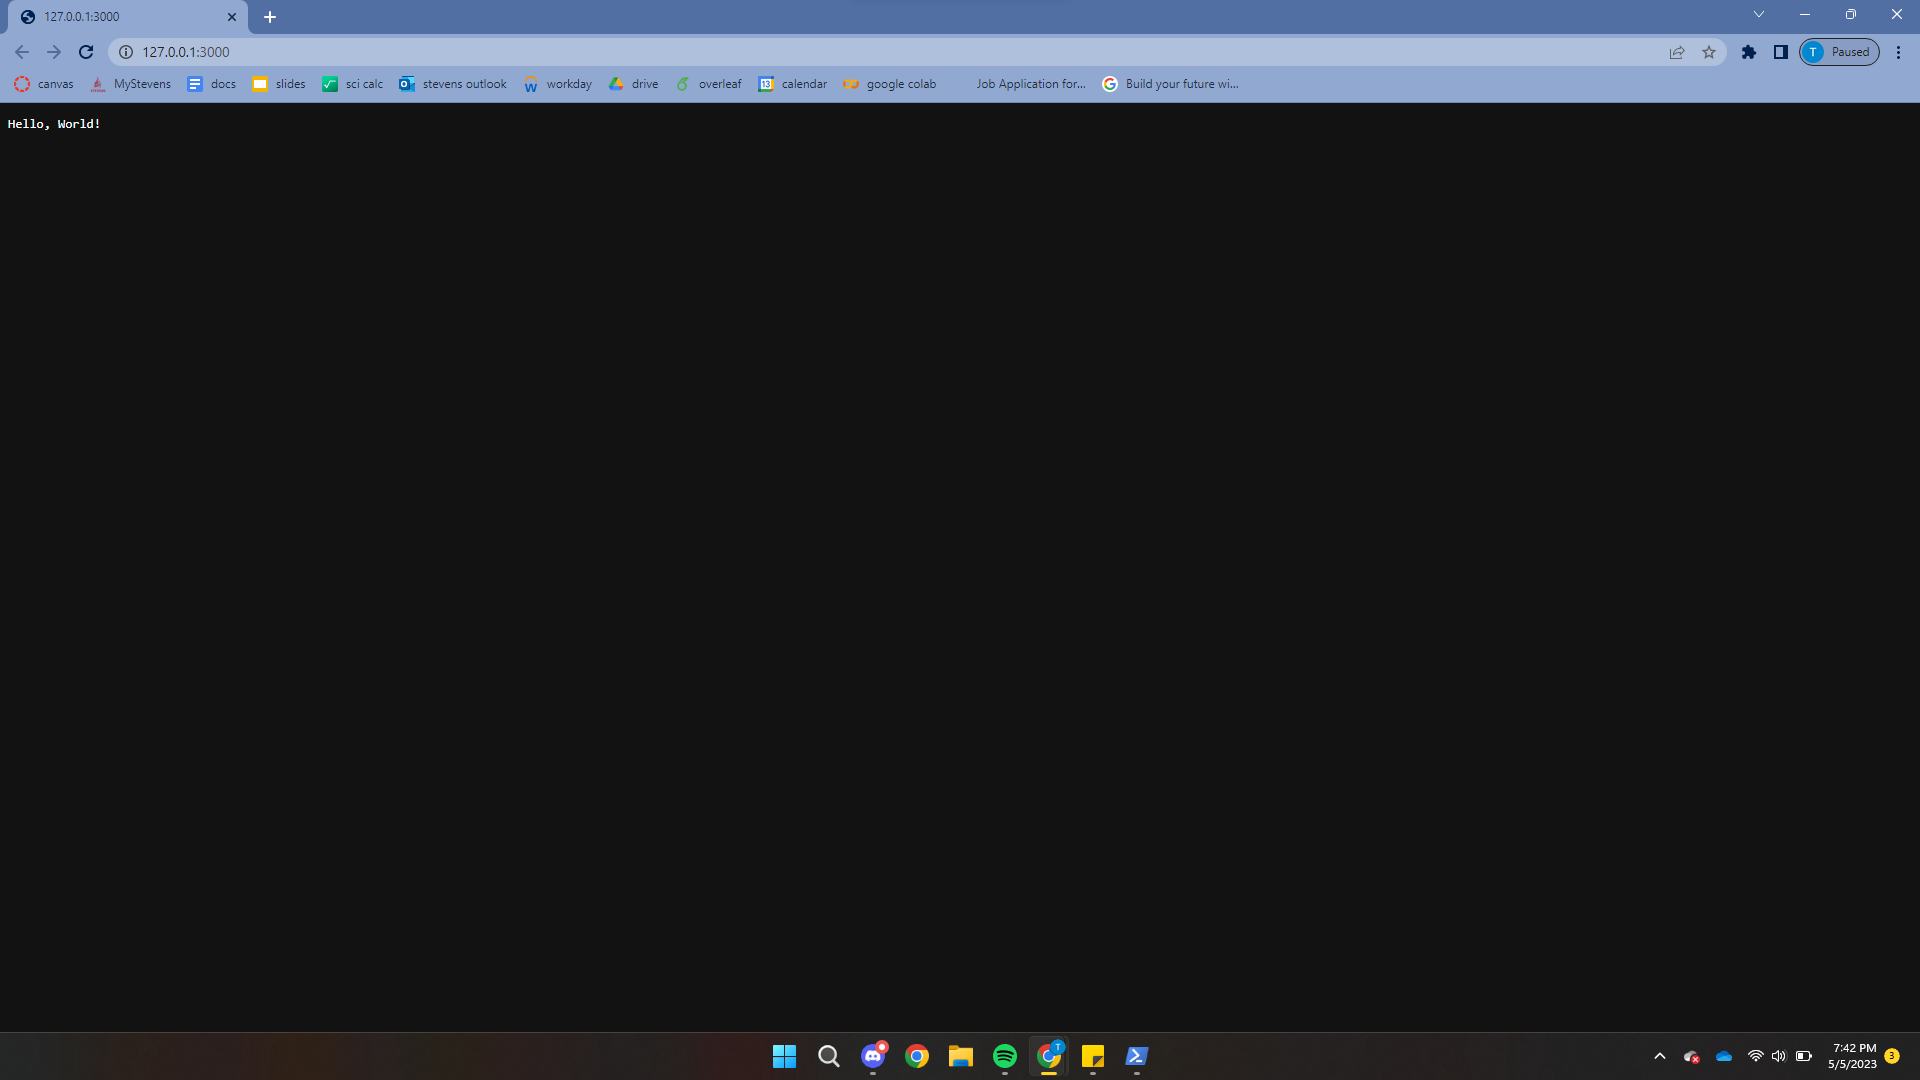 127.0.0.1:3000
127.0.0.1:3000
T Paused
canvas MyStevens docs slides sci calc stevens outlook workday drive overleaf 13 calendar google colab Job Application for... Build your future wi...
Hello, World!
T
7:42 PM
5/5/2023
3